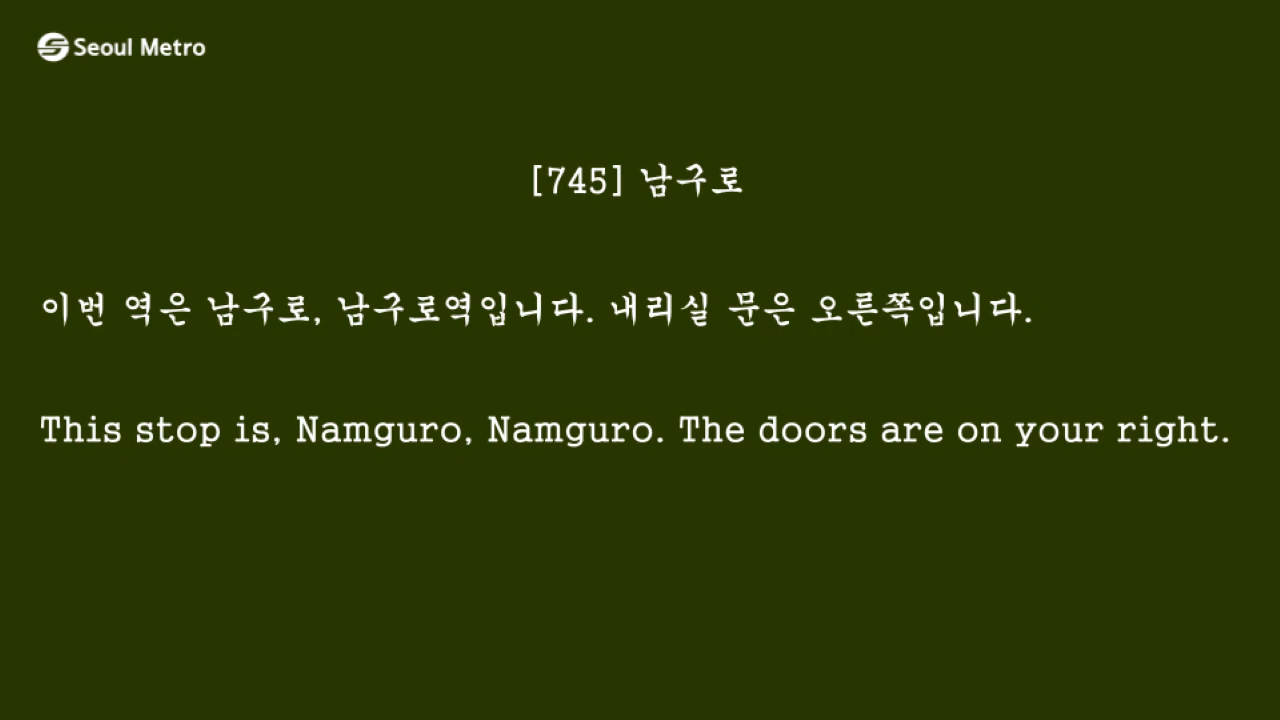 Seoul Metro
[745] 남구로
이번 역은 남구로, 남구로역입니다. 내리실 문은 오른쪽입니다.
This stop is, Namguro, Namguro. The doors are on your right.